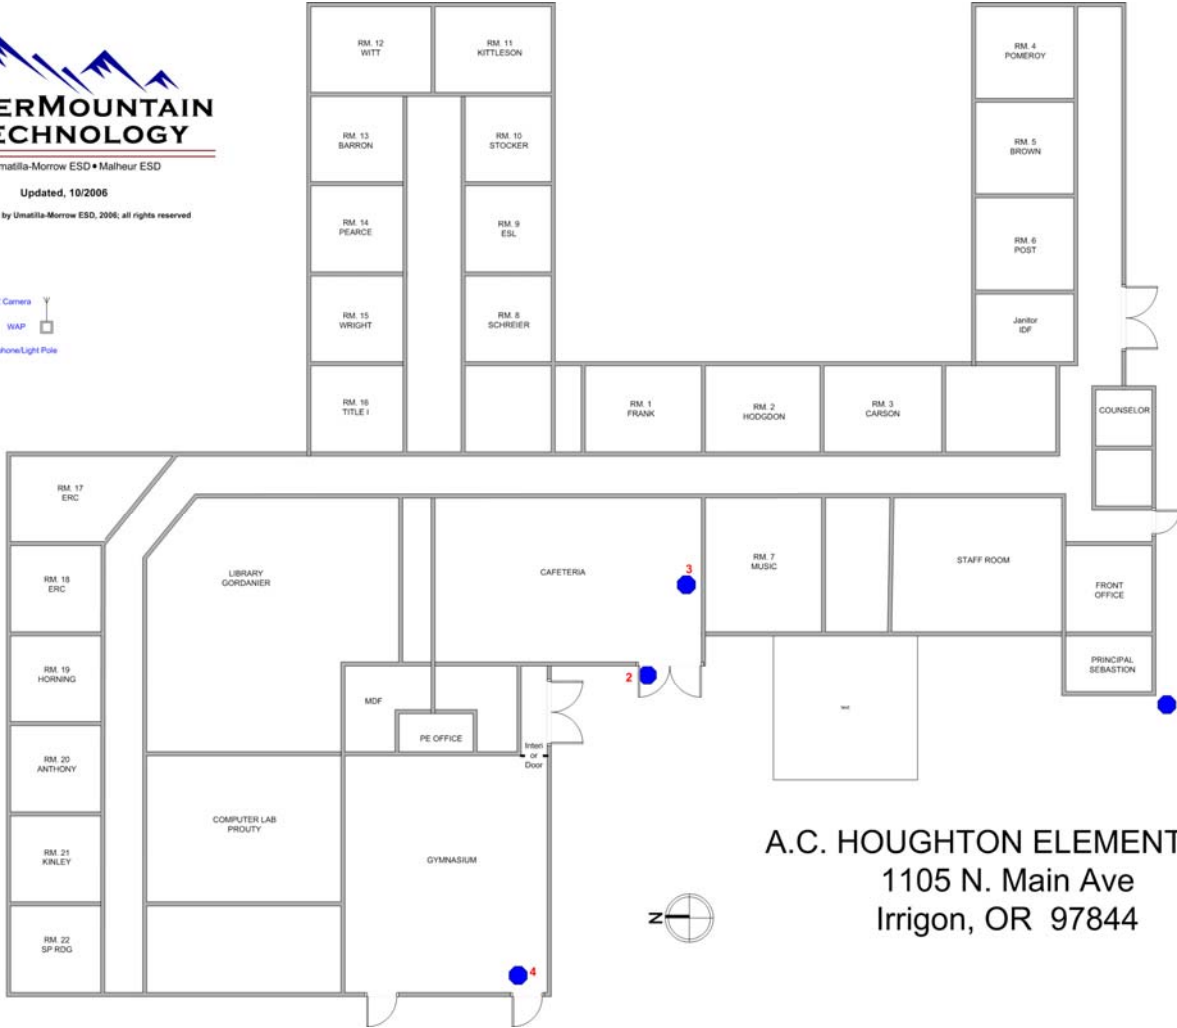 ERMOUNTAIN
ECHNOLOGY
matilla-Morrow ESD • Malheur ESD
Updated, 10/2006
by Umatilla-Morrow ESD, 2006; all rights reserved
Camera
WAP
phone/Light Pole
RM. 12
WITT
RM. 11
KITTLESON
RM. 4
POMEROY
RM. 13
BARRON
RM. 10
STOCKER
RM. 5
BROWN
RM. 14
PEARCE
RM. 9
ESL
RM. 6
POST
RM. 15
WRIGHT
RM. 8
SCHREIER
Janitor
IDF
RM. 16
TITLE I
RM. 1
FRANK
RM. 2
HODGDON
RM. 3
CARSON
COUNSELOR
RM. 17
ERC
RM. 18
ERC
LIBRARY
GORDANIER
CAFETERIA
3
RM. 7
MUSIC
STAFF ROOM
FRONT
OFFICE
RM. 19
HORNING
2
PRINCIPAL
SEBASTION
MDF
PE OFFICE
Interi
or
Door
text
RM. 20
ANTHONY
COMPUTER LAB
PROUTY
RM. 21
KINLEY
GYMNASIUM
RM. 22
SP RDG
4
N
A.C. HOUGHTON ELEMENT
1105 N. Main Ave
Irrigon, OR 97844